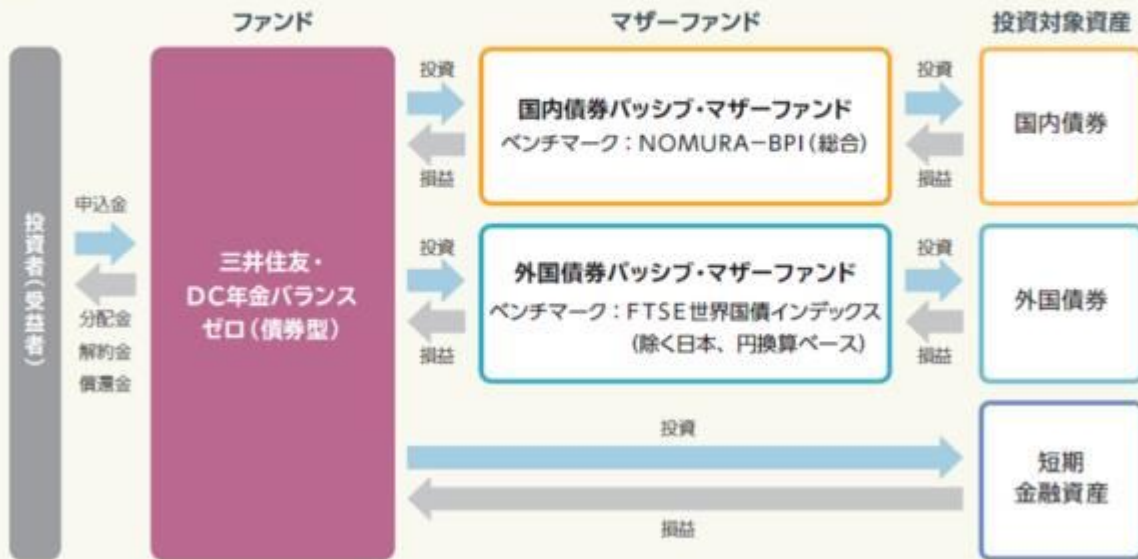 ファンド
マザーファンド
投資対象資産
投資者(受益者)
申込金
分配金
解約金
償還金
三井住友・
DC年金バランス
ゼロ(債券型)
投資
損益
国内債券パッシブ・マザーファンド
ベンチマーク:NOMURA-BPI(総合)
投資
損益
国内債券
投資
損益
外国債券パッシブ・マザーファンド
ベンチマーク:FTSE世界国債インデックス
(除く日本、円換算ベース)
投資
損益
外国債券
投資
損益
短期
金融資産